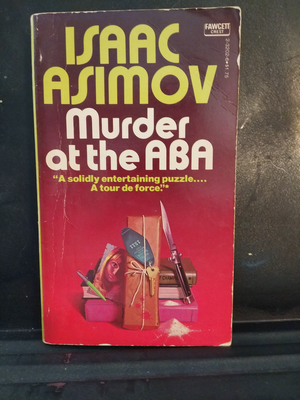 FAWCETT
CREST
ISAAC
ASIMOV
Murder
at the ABA
"A solidly entertaining puzzle....
A tour de force."*